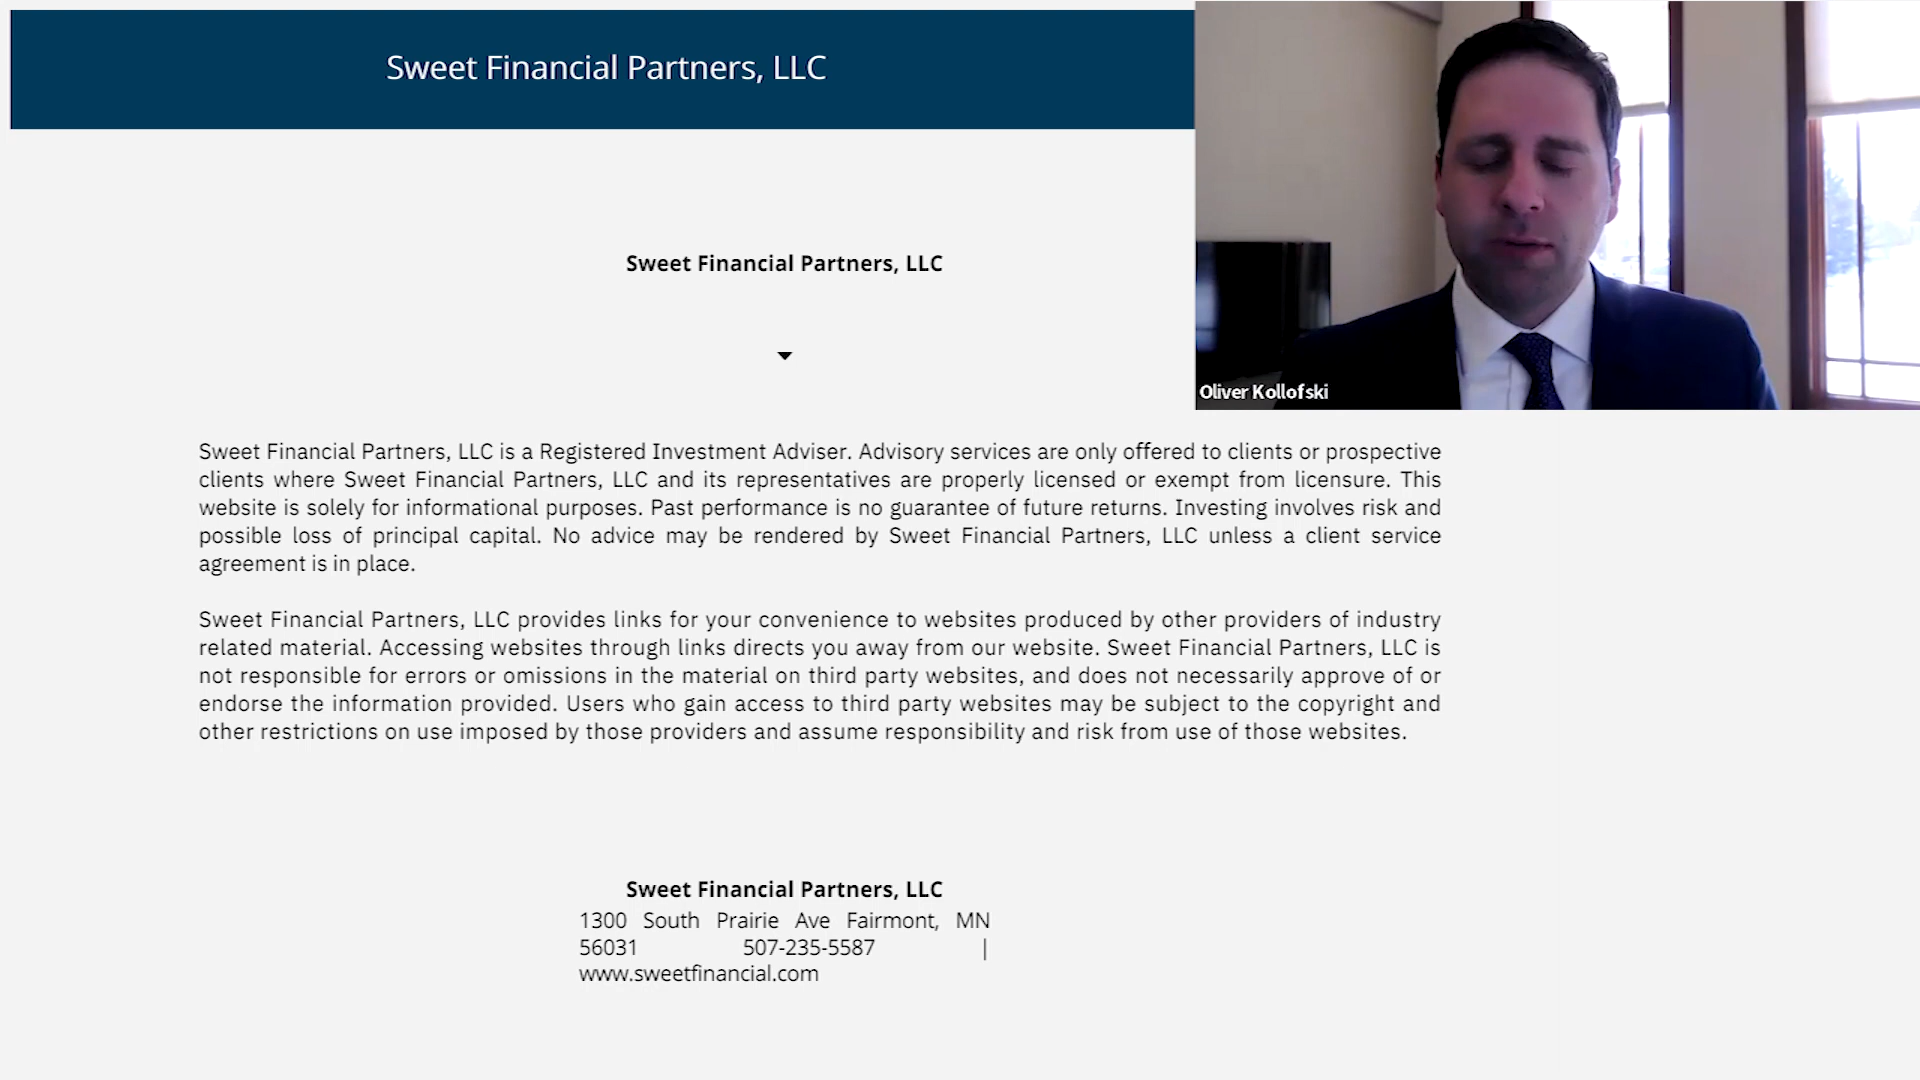 Sweet Financial Partners, LLC
Oliver Kollofski
Sweet Financial Partners, LLC
Sweet Financial Partners, LLC is a Registered Investment Adviser. Advisory services are only offered to clients or prospective
clients where Sweet Financial Partners, LLC and its representatives are properly licensed or exempt from licensure. This
website is solely for informational purposes. Past performance is no guarantee of future returns. Investing involves risk and
possible loss of principal capital. No advice may be rendered by Sweet Financial Partners, LLC unless a client service
agreement is in place.
Sweet Financial Partners, LLC provides links for your convenience to websites produced by other providers of industry
related material. Accessing websites through links directs you away from our website. Sweet Financial Partners, LLC is
not responsible for errors or omissions in the material on third party websites, and does not necessarily approve of or
endorse the information provided. Users who gain access to third party websites may be subject to the copyright and
other restrictions on use imposed by those providers and assume responsibility and risk from use of those websites.
Sweet Financial Partners, LLC
1300 South Prairie Ave Fairmont, MN
56031 507-235-5587 |
www.sweetfinancial.com